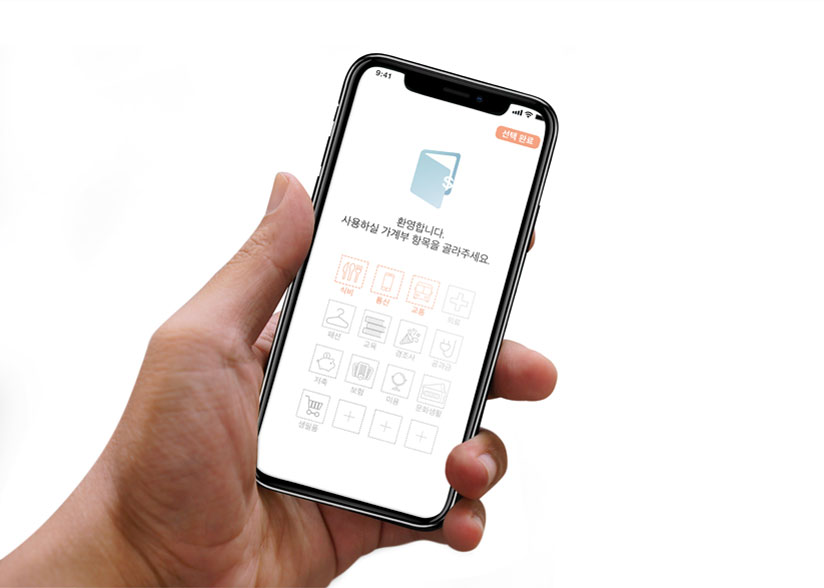 9:41
선택 완료
$
환영합니다.
사용하실 가계부 항목을 골라주세요.
식비 통신 교통 의료
패션 교육 경조사 공과금
저축 보험 미용 문화생활
생필품